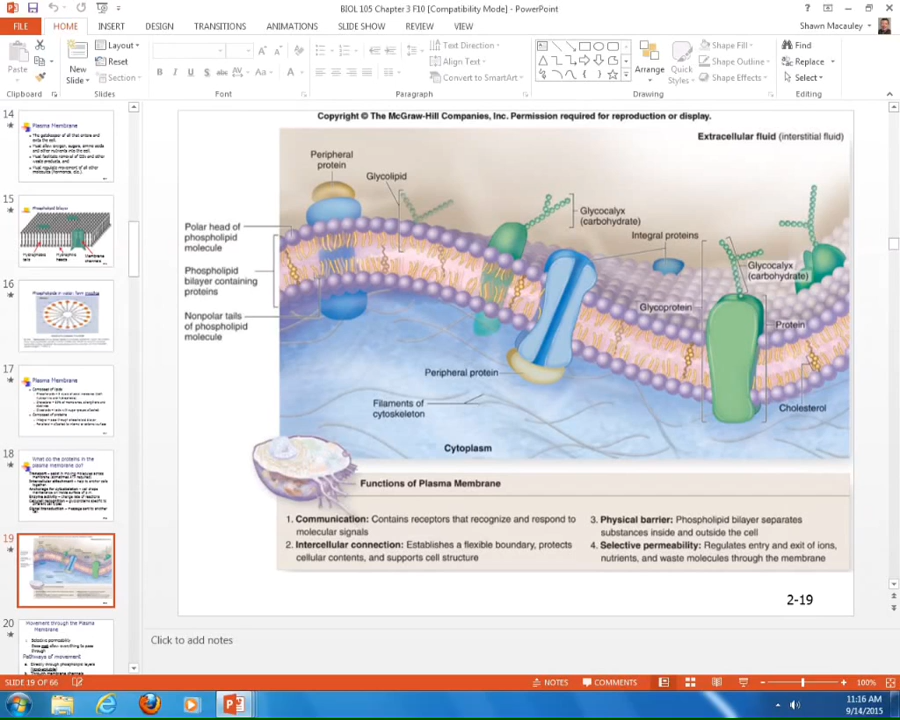 BIOL 105 Chapter 3 F10 [Compatibility Mode] - PowerPoint
FILE HOME INSERT DESIGN TRANSITIONS ANIMATIONS SLIDE SHOW REVIEW VIEW
Shawn Macauley
Paste
New
Slide
Layout
Reset
Section
Text Direction
Align Text
Convert to SmartArt
Arrange
Quick
Styles
Shape Fill
Shape Outline
Shape Effects
Find
Replace
Select
Clipboard
Slides
Font
Paragraph
Drawing
Editing
14
Plasma Membrane
15
Phospholipid bilayer
16
17
Plasma Membrane
18
What do the proteins in the
plasma membrane do?
19
20
Movement through the Plasma
Membrane
Selective permeability
Pathways of movement
Copyright © The McGraw-Hill Companies, Inc. Permission required for reproduction or display.
Extracellular fluid (interstitial fluid)
Peripheral
protein
Glycolipid
Glycocalyx
(carbohydrate)
Polar head of
phospholipid
molecule
Integral proteins
Glycocalyx
(carbohydrate)
Phospholipid
bilayer containing
proteins
Glycoprotein
Nonpolar tails
of phospholipid
molecule
Protein
Peripheral protein
Filaments of
cytoskeleton
Cholesterol
Cytoplasm
Functions of Plasma Membrane
1. Communication: Contains receptors that recognize and respond to
molecular signals
2. Intercellular connection: Establishes a flexible boundary, protects
cellular contents, and supports cell structure
3. Physical barrier: Phospholipid bilayer separates
substances inside and outside the cell
4. Selective permeability: Regulates entry and exit of ions,
nutrients, and waste molecules through the membrane
2-19
Click to add notes
SLIDE 19 OF 66
NOTES
COMMENTS
100%
11:16 AM
9/14/2015